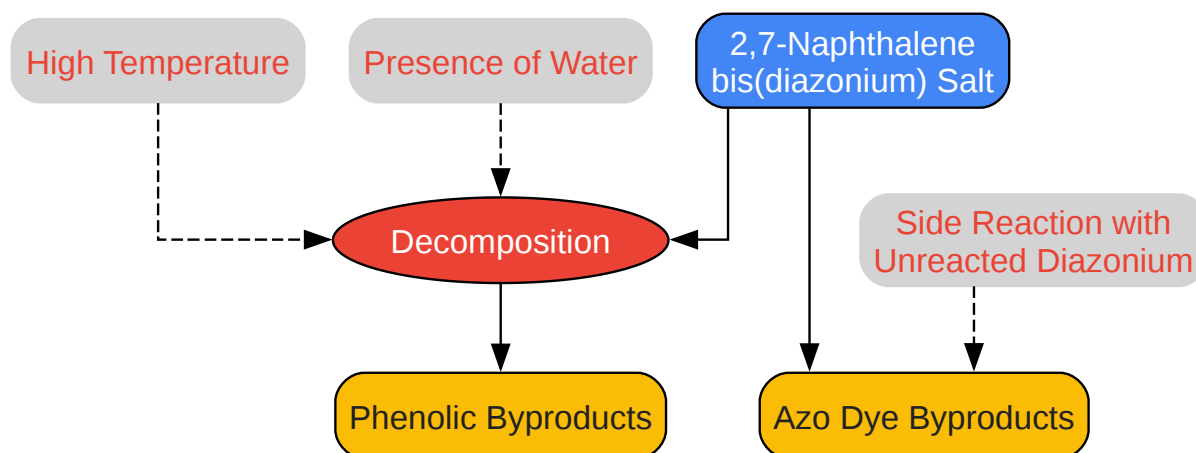 High Temperature
Presence of Water
2,7-Naphthalene
bis(diazonium) Salt
Decomposition
Side Reaction with
Unreacted Diazonium
Phenolic Byproducts
Azo Dye Byproducts